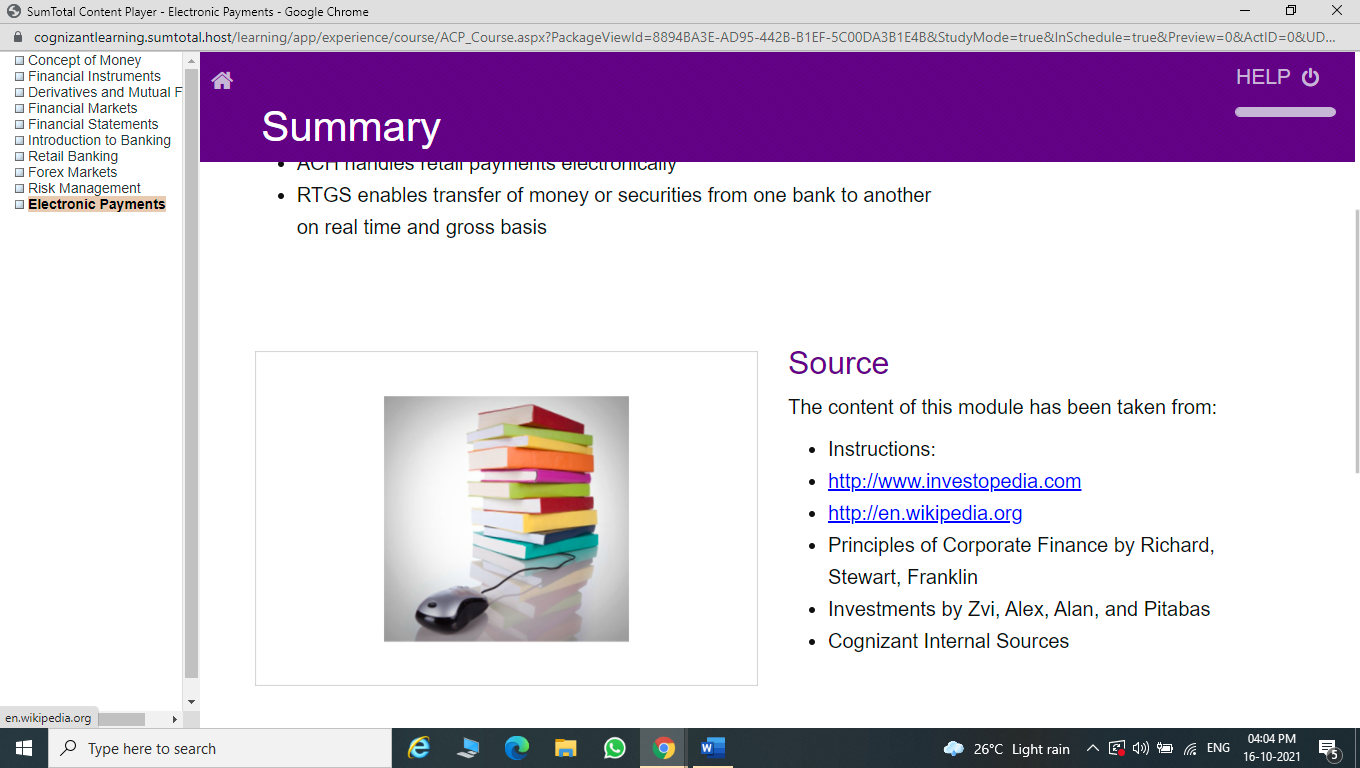 SumTotal Content Player - Electronic Payments - Google Chrome
cognizantlearning.sumtotal.host/learning/app/experience/course/ACP_Course.aspx?PackageViewId=8894BA3E-AD95-442B-B1EF-5C00DA3B1E4B&StudyMode=true&InSchedule=true&Preview=0&ActID=0&UD...
Concept of Money
Financial Instruments
Derivatives and Mutual F
Financial Markets
Financial Statements
Introduction to Banking
Retail Banking
Forex Markets
Risk Management
Electronic Payments
HELP
Summary
ACH handles retail payments electronically
RTGS enables transfer of money or securities from one bank to another
on real time and gross basis
Source
The content of this module has been taken from:
Instructions:
http://www.investopedia.com
http://en.wikipedia.org
Principles of Corporate Finance by Richard,
Stewart, Franklin
Investments by Zvi, Alex, Alan, and Pitabas
Cognizant Internal Sources
en.wikipedia.org
Type here to search
26°C Light rain
ENG
04:04 PM
16-10-2021
5